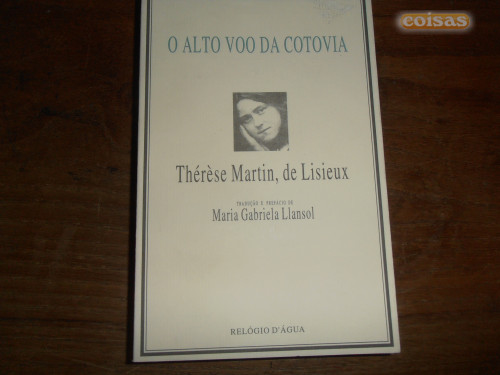 coisas
O ALTO VOO DA COTOVIA
Thérèse Martin, de Lisieux
TRADUÇÃO E PREFÁCIO DE
Maria Gabriela Llansol
RELÓGIO D'ÁGUA